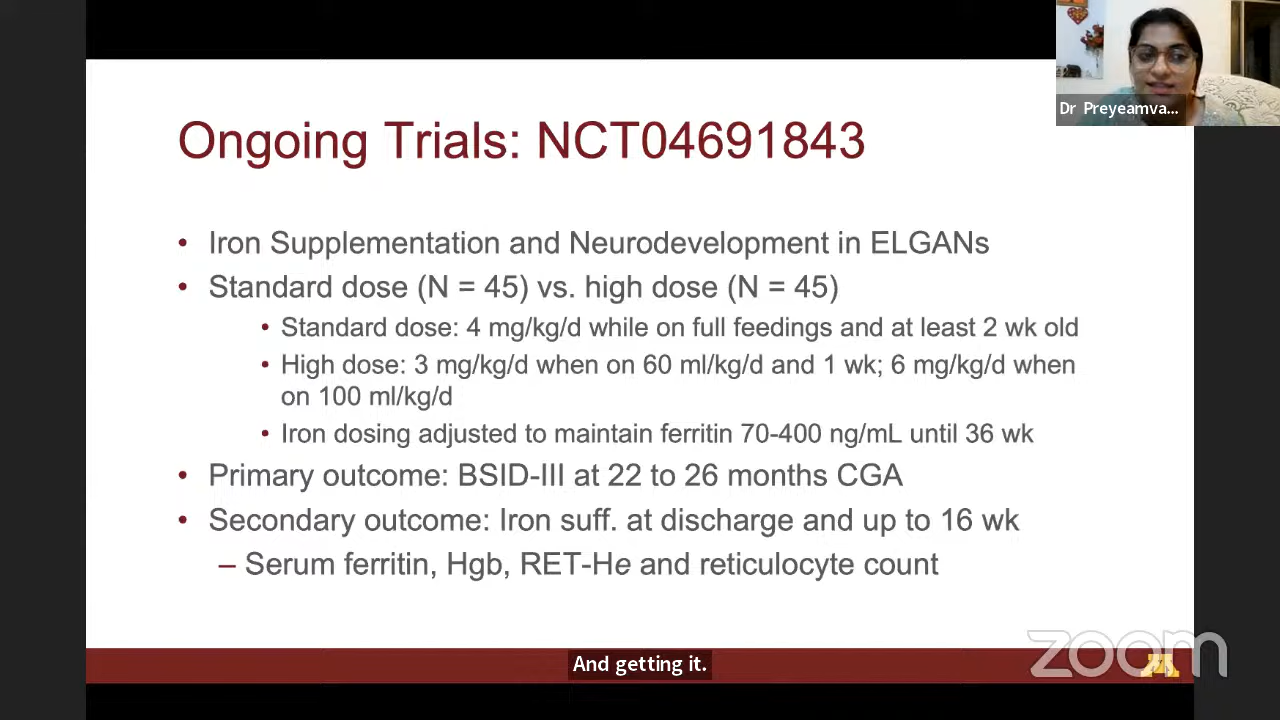 Dr Preyeamva...
Ongoing Trials: NCT04691843
• Iron Supplementation and Neurodevelopment in ELGANs
• Standard dose (N = 45) vs. high dose (N = 45)
• Standard dose: 4 mg/kg/d while on full feedings and at least 2 wk old
• High dose: 3 mg/kg/d when on 60 ml/kg/d and 1 wk; 6 mg/kg/d when
on 100 ml/kg/d
• Iron dosing adjusted to maintain ferritin 70-400 ng/mL until 36 wk
• Primary outcome: BSID-III at 22 to 26 months CGA
• Secondary outcome: Iron suff. at discharge and up to 16 wk
– Serum ferritin, Hgb, RET-He and reticulocyte count
zoom
And getting it.
M